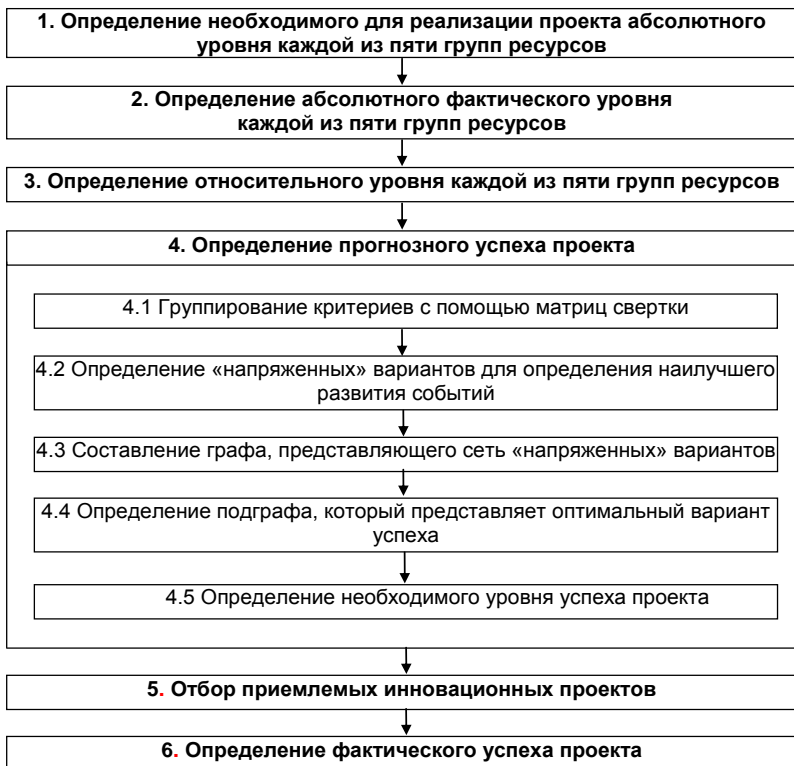 1. Определение необходимого для реализации проекта абсолютного
уровня каждой из пяти групп ресурсов
2. Определение абсолютного фактического уровня
каждой из пяти групп ресурсов
3. Определение относительного уровня каждой из пяти групп ресурсов
4. Определение прогнозного успеха проекта
4.1 Группирование критериев с помощью матриц свертки
4.2 Определение «напряженных» вариантов для определения наилучшего
развития событий
4.3 Составление графа, представляющего сеть «напряженных» вариантов
4.4 Определение подграфа, который представляет оптимальный вариант
успеха
4.5 Определение необходимого уровня успеха проекта
5. Отбор приемлемых инновационных проектов
6. Определение фактического успеха проекта